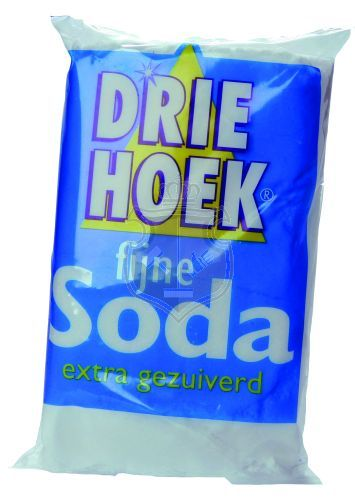 DRIE
HOEK®
fijne
Soda
extra gezuiverd